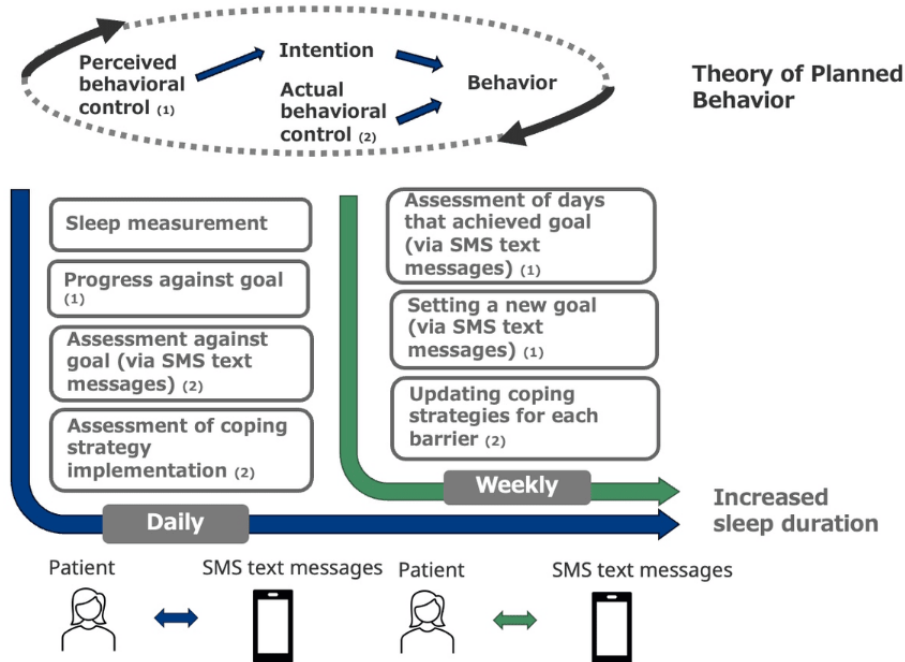 Perceived
behavioral
control (1)
Intention
Actual
behavioral
control (2)
Behavior
Theory of Planned
Behavior
Sleep measurement
Progress against goal
(1)
Assessment against
goal (via SMS text
messages) (2)
Assessment of coping
strategy
implementation (2)
Daily
Assessment of days
that achieved goal
(via SMS text
messages) (1)
Setting a new goal
(via SMS text
messages) (1)
Updating coping
strategies for each
barrier (2)
Weekly
Increased
sleep duration
Patient
SMS text messages
Patient
SMS text messages